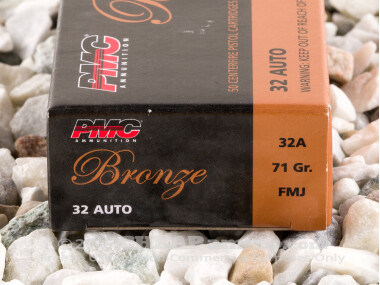 PMC
AMMUNITION
50 CENTERFIRE PISTOL CARTRIDGES
32 AUTO
WARNING: KEEP OUT OF REACH OF
PMC
AMMUNITION
Bronze
32 AUTO
32A
71 Gr.
FMJ